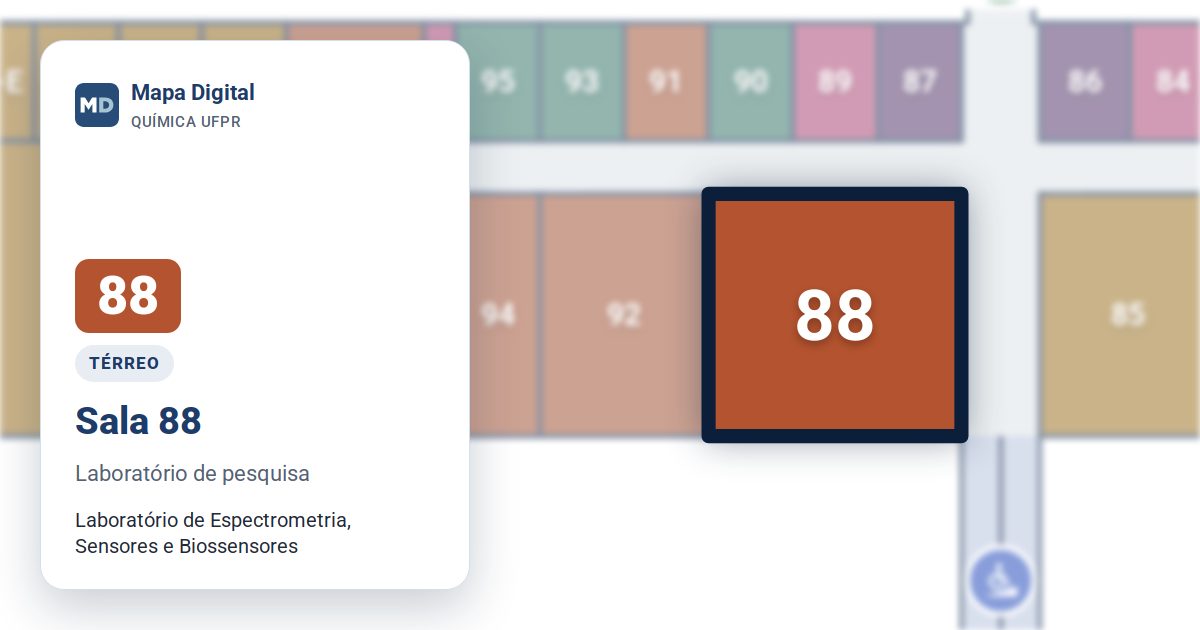 MD
Mapa Digital
QUÍMICA UFPR
88
TÉRREO
Sala 88
Laboratório de pesquisa
Laboratório de Espectrometria,
Sensores e Biossensores
E
95 93 91 90 89 87 86 84
94 92 88 85